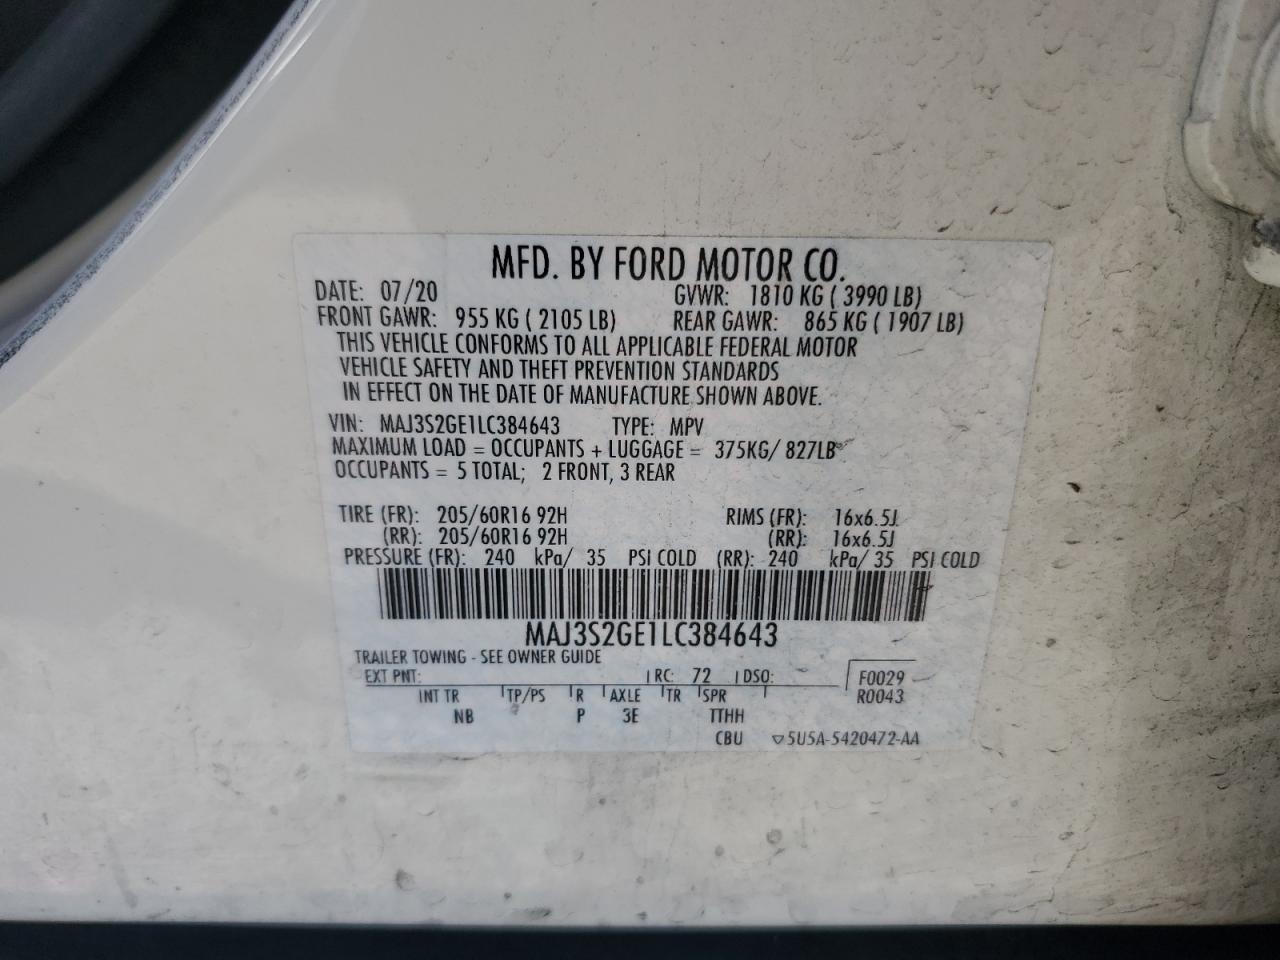 MFD. BY FORD MOTOR CO.
DATE: 07/20 GVWR: 1810 KG ( 3990 LB)
FRONT GAWR: 955 KG ( 2105 LB) REAR GAWR: 865 KG ( 1907 LB)
THIS VEHICLE CONFORMS TO ALL APPLICABLE FEDERAL MOTOR
VEHICLE SAFETY AND THEFT PREVENTION STANDARDS
IN EFFECT ON THE DATE OF MANUFACTURE SHOWN ABOVE.
VIN: MAJ3S2GE1LC384643 TYPE: MPV
MAXIMUM LOAD = OCCUPANTS + LUGGAGE = 375KG/ 827LB
OCCUPANTS = 5 TOTAL; 2 FRONT, 3 REAR
TIRE (FR): 205/60R16 92H RIMS (FR): 16x6.5J
(RR): 205/60R16 92H (RR): 16x6.5J
PRESSURE (FR): 240 kPa/ 35 PSI COLD (RR): 240 kPa/ 35 PSI COLD
MAJ3S2GE1LC384643
TRAILER TOWING - SEE OWNER GUIDE
EXT PNT: RC: 72 DSO: F0029
INT TR TP/PS R AXLE TR SPR R0043
NB P 3E TTHH
CBU ▽5U5A-5420472-AA